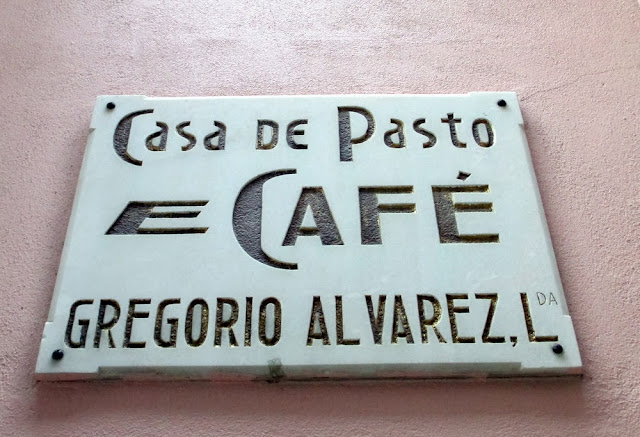 Casa de Pasto
E CAFÉ
GREGORIO ALVAREZ, LDA